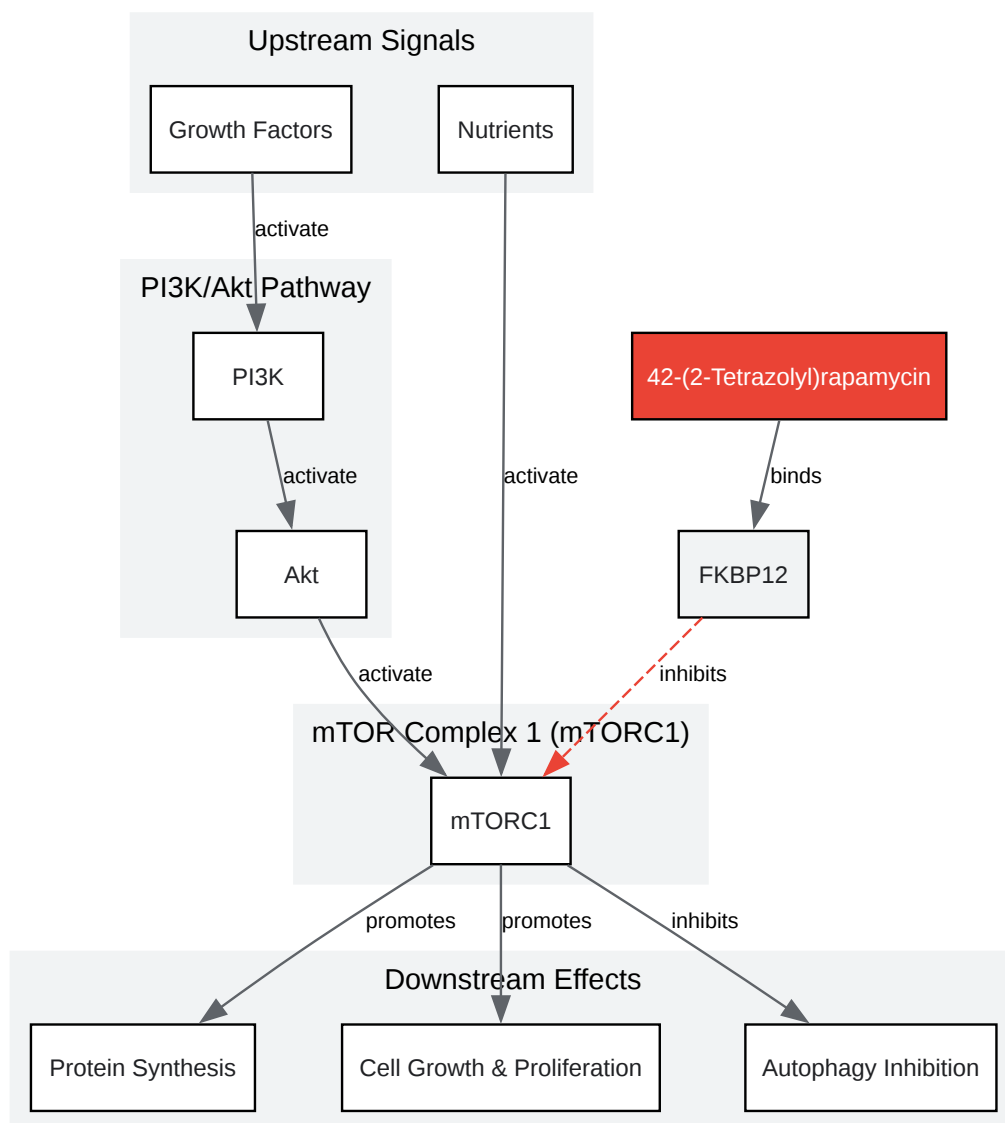 Upstream Signals
Growth Factors
Nutrients
activate
PI3K/Akt Pathway
PI3K
42-(2-Tetrazolyl)rapamycin
activate
activate
binds
Akt
FKBP12
activate
inhibits
mTOR Complex 1 (mTORC1)
mTORC1
promotes
promotes
inhibits
Downstream Effects
Protein Synthesis
Cell Growth & Proliferation
Autophagy Inhibition